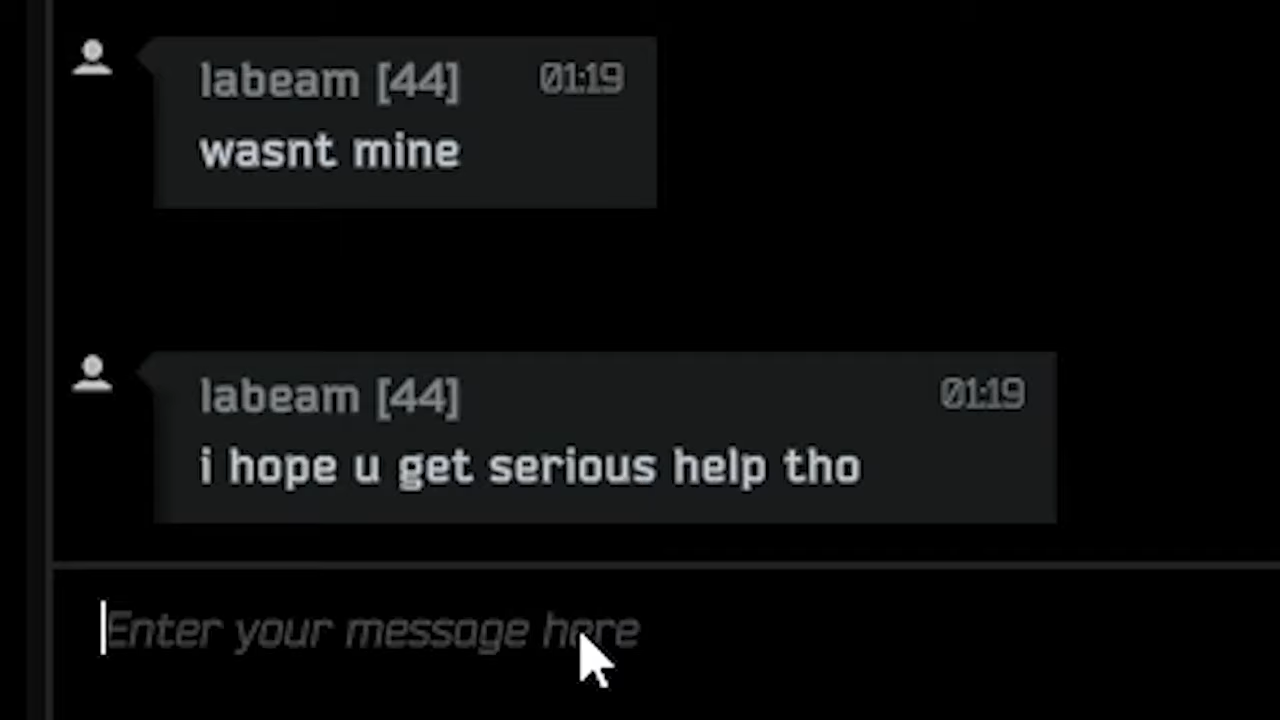 labeam [44] 01:19
wasnt mine
labeam [44] 01:19
i hope u get serious help tho
Enter your message here